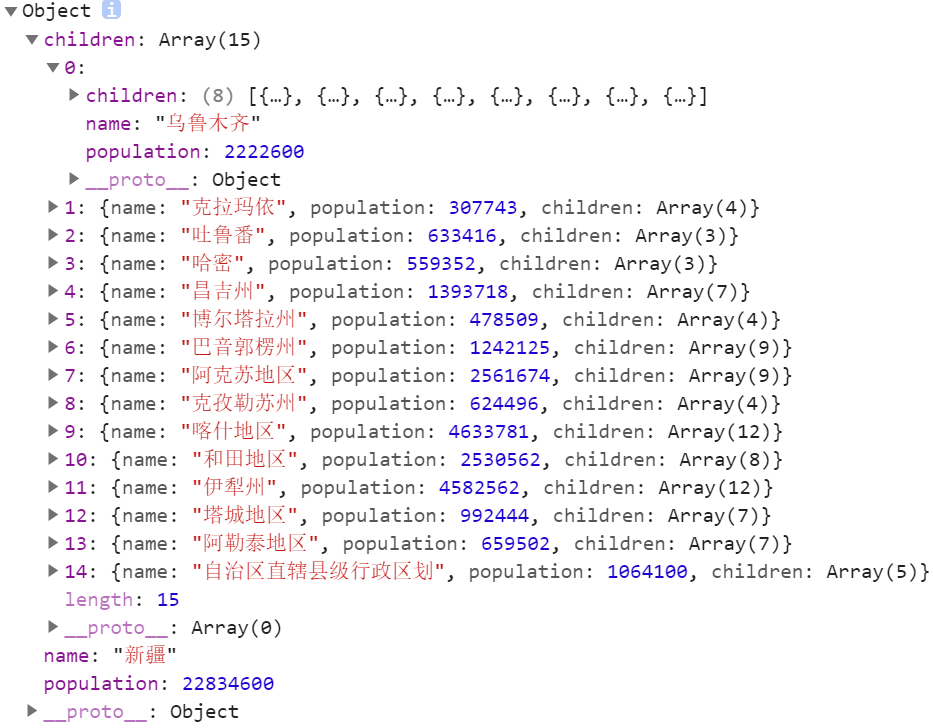 Object i
children: Array(15)
0:
children: (8) [{…}, {…}, {…}, {…}, {…}, {…}, {…}, {…}]
name: "乌鲁木齐"
population: 2222600
__proto__: Object
1: {name: "克拉玛依", population: 307743, children: Array(4)}
2: {name: "吐鲁番", population: 633416, children: Array(3)}
3: {name: "哈密", population: 559352, children: Array(3)}
4: {name: "昌吉州", population: 1393718, children: Array(7)}
5: {name: "博尔塔拉州", population: 478509, children: Array(4)}
6: {name: "巴音郭楞州", population: 1242125, children: Array(9)}
7: {name: "阿克苏地区", population: 2561674, children: Array(9)}
8: {name: "克孜勒苏州", population: 624496, children: Array(4)}
9: {name: "喀什地区", population: 4633781, children: Array(12)}
10: {name: "和田地区", population: 2530562, children: Array(8)}
11: {name: "伊犁州", population: 4582562, children: Array(12)}
12: {name: "塔城地区", population: 992444, children: Array(7)}
13: {name: "阿勒泰地区", population: 659502, children: Array(7)}
14: {name: "自治区直辖县级行政区划", population: 1064100, children: Array(5)}
length: 15
__proto__: Array(0)
name: "新疆"
population: 22834600
__proto__: Object